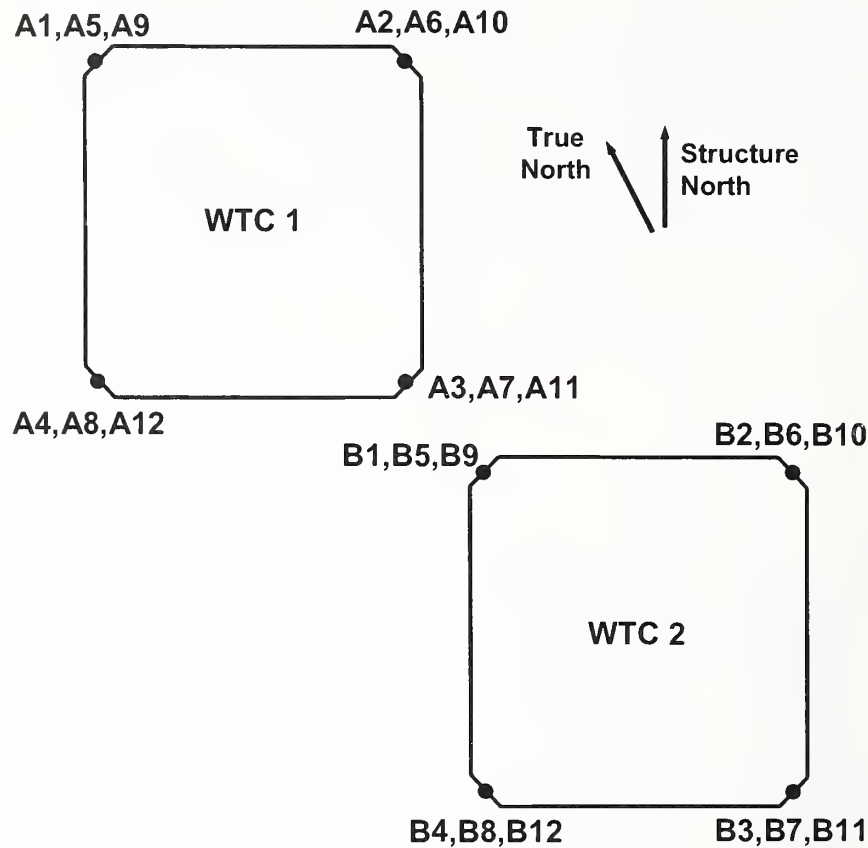 A1,A5,A9
A2,A6,A10
True
North
Structure
North
WTC 1
A3,A7,A11
A4,A8,A12
B1,B5,B9
B2,B6,B10
WTC 2
B4,B8,B12
B3,B7,B11